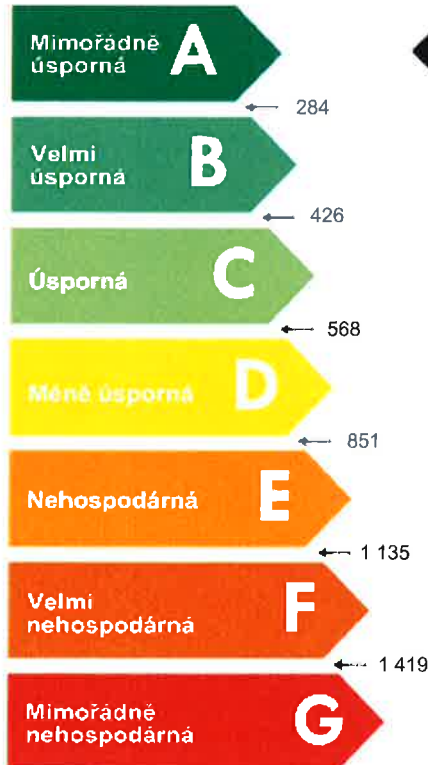 Mimořádně
úsporná
A
284
Velmi
úsporná
B
426
Úsporná
C
568
Méně úsporná
D
851
Nehospodárná
E
1 135
Velmi
nehospodárná
F
1 419
Mimořádně
nehospodárná
G